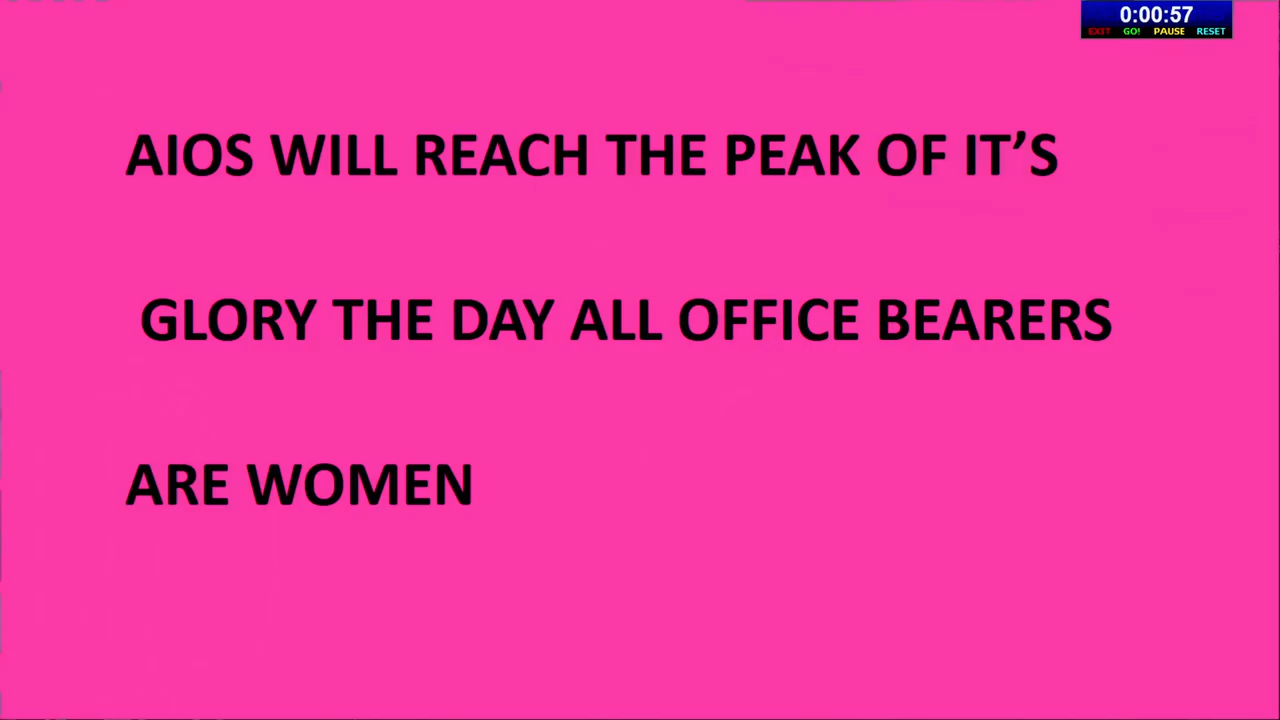 0:00:57
EXIT GO! PAUSE RESET
AIOS WILL REACH THE PEAK OF IT’S
GLORY THE DAY ALL OFFICE BEARERS
ARE WOMEN